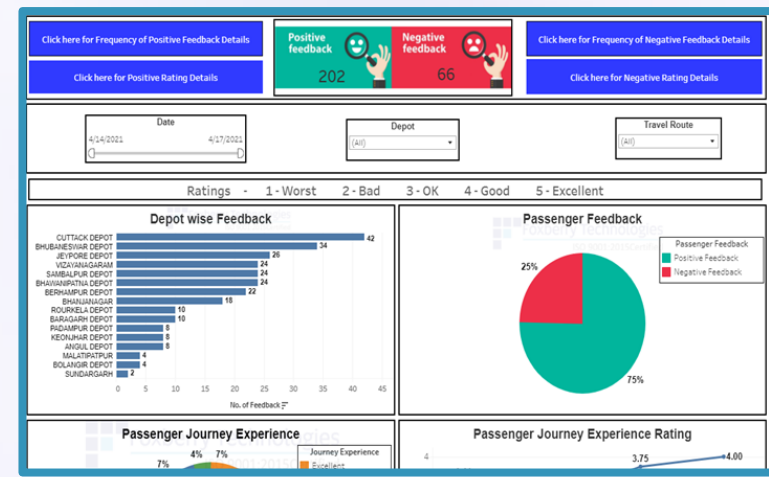 Click here for Frequency of Positive Feedback Details
Click here for Positive Rating Details
Positive feedback
202
Negative feedback
66
Click here for Frequency of Negative Feedback Details
Click here for Negative Rating Details
Date
4/14/2021 4/17/2021
Depot
(All)
Travel Route
(All)
Ratings - 1 - Worst 2 - Bad 3 - OK 4 - Good 5 - Excellent
Depot wise Feedback
CUTTACK DEPOT 42
BHUBANESWAR DEPOT 34
JEYPORE DEPOT 26
VIZAYANAGARAM 24
SAMBALPUR DEPOT 24
BHAWANIPATNA DEPOT 24
BERHAMPUR DEPOT 22
BHANJANAGAR 18
ROURKELA DEPOT 10
BARAGARH DEPOT 10
PADAMPUR DEPOT 8
KEONJHAR DEPOT 8
ANGUL DEPOT 8
MALATIPATPUR 4
BOLANGIR DEPOT 4
SUNDARGARH 2
0 5 10 15 20 25 30 35 40 45
No. of Feedback
Passenger Feedback
Foxberry Technologies
Passenger Feedback
Positive Feedback
Negative Feedback
25%
75%
Passenger Journey Experience
7% 4% 7%
Journey Experience
Excellent
Passenger Journey Experience Rating
4
3.75
4.00